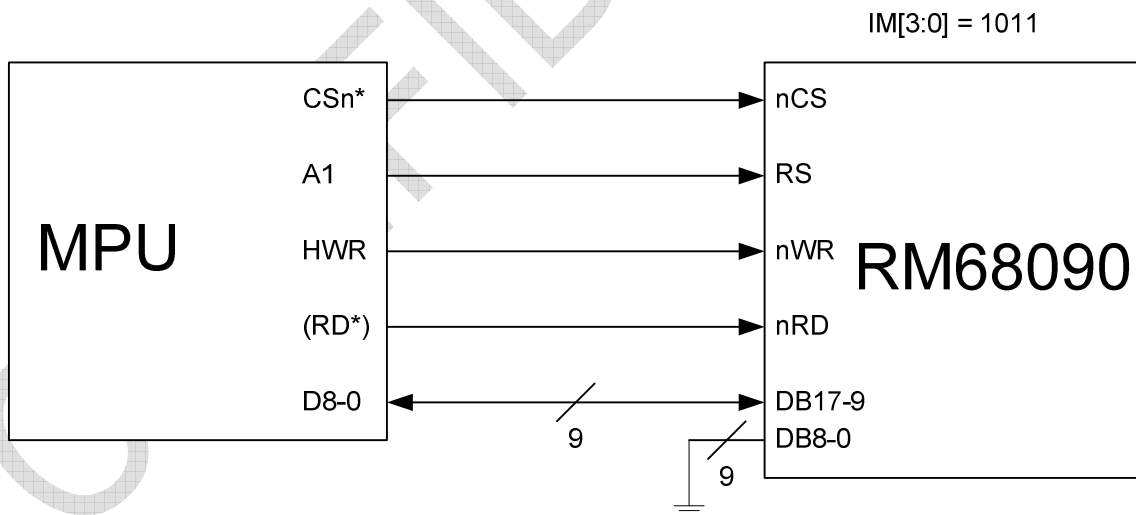 IM[3:0] = 1011
CSn*
nCS
A1
RS
MPU
HWR
nWR
RM68090
(RD*)
nRD
D8-0
DB17-9
9
DB8-0
9